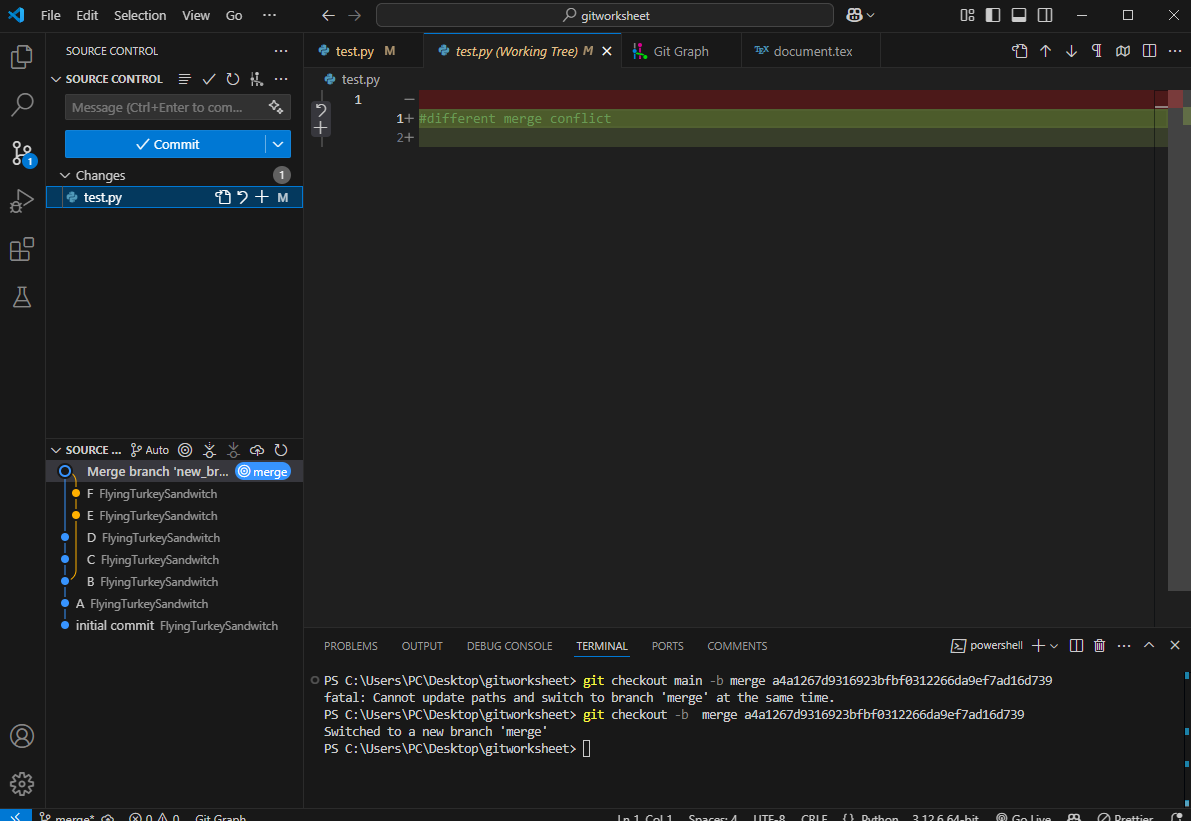 File Edit Selection View Go ··· gitworksheet
SOURCE CONTROL ···
SOURCE CONTROL ···
Message (Ctrl+Enter to com...
Commit
Changes 1
test.py M
1
test.py M test.py (Working Tree) M Git Graph TEX document.tex ···
test.py
1 —
1+ #different merge conflict
2+
SOURCE ... Auto
Merge branch 'new_br... merge
F FlyingTurkeySandwitch
E FlyingTurkeySandwitch
D FlyingTurkeySandwitch
C FlyingTurkeySandwitch
B FlyingTurkeySandwitch
A FlyingTurkeySandwitch
initial commit FlyingTurkeySandwitch
PROBLEMS OUTPUT DEBUG CONSOLE TERMINAL PORTS COMMENTS powershell ···
PS C:\Users\PC\Desktop\gitworksheet> git checkout main -b merge a4a1267d9316923bfbf0312266da9ef7ad16d739
fatal: Cannot update paths and switch to branch 'merge' at the same time.
PS C:\Users\PC\Desktop\gitworksheet> git checkout -b  merge a4a1267d9316923bfbf0312266da9ef7ad16d739
Switched to a new branch 'merge'
PS C:\Users\PC\Desktop\gitworksheet>
merge* 0 0 Git Graph Ln 1, Col 1 Spaces: 4 UTF-8 CRLF {} Python 3.12.6 64-bit Go Live Prettier